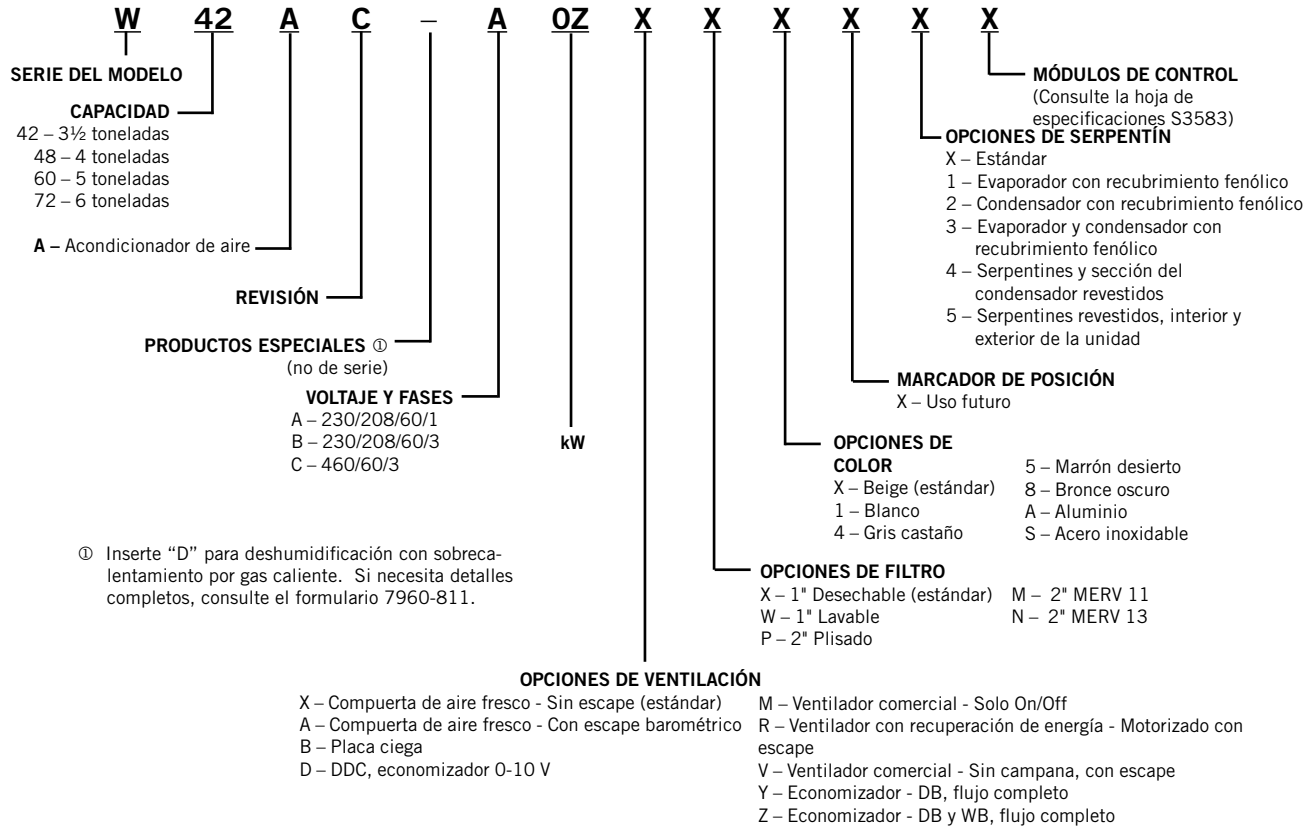 W 42 A C – A 0Z X X X X X X
SERIE DEL MODELO
CAPACIDAD
42 – 3½ toneladas
48 – 4 toneladas
60 – 5 toneladas
72 – 6 toneladas
A – Acondicionador de aire
REVISIÓN
PRODUCTOS ESPECIALES ①
(no de serie)
VOLTAJE Y FASES
A – 230/208/60/1
B – 230/208/60/3
C – 460/60/3
kW
MÓDULOS DE CONTROL
(Consulte la hoja de
especificaciones S3583)
OPCIONES DE SERPENTÍN
X – Estándar
1 – Evaporador con recubrimiento fenólico
2 – Condensador con recubrimiento fenólico
3 – Evaporador y condensador con
recubrimiento fenólico
4 – Serpentines y sección del
condensador revestidos
5 – Serpentines revestidos, interior y
exterior de la unidad
MARCADOR DE POSICIÓN
X – Uso futuro
OPCIONES DE
COLOR
X – Beige (estándar)
1 – Blanco
4 – Gris castaño
5 – Marrón desierto
8 – Bronce oscuro
A – Aluminio
S – Acero inoxidable
① Inserte “D” para deshumidificación con sobreca-
lentamiento por gas caliente. Si necesita detalles
completos, consulte el formulario 7960-811.
OPCIONES DE FILTRO
X – 1" Desechable (estándar)
W – 1" Lavable
P – 2" Plisado
M – 2" MERV 11
N – 2" MERV 13
OPCIONES DE VENTILACIÓN
X – Compuerta de aire fresco - Sin escape (estándar)
A – Compuerta de aire fresco - Con escape barométrico
B – Placa ciega
D – DDC, economizador 0-10 V
M – Ventilador comercial - Solo On/Off
R – Ventilador con recuperación de energía - Motorizado con
escape
V – Ventilador comercial - Sin campana, con escape
Y – Economizador - DB, flujo completo
Z – Economizador - DB y WB, flujo completo